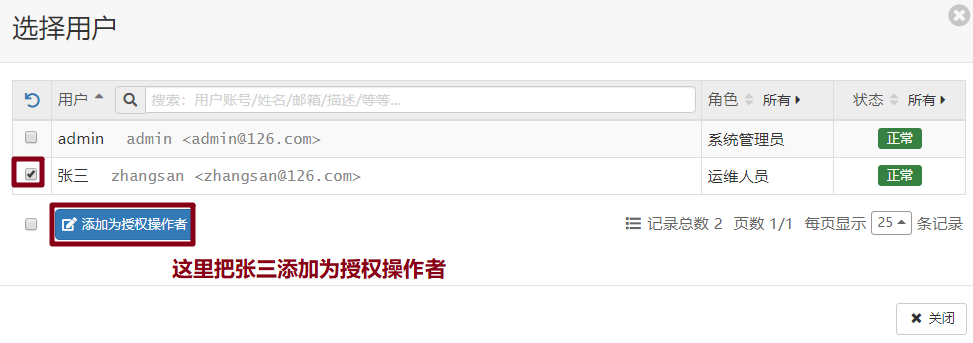 选择用户
用户 搜索：用户账号/姓名/邮箱/描述/等等... 角色 所有 状态 所有
admin admin <admin@126.com> 系统管理员 正常
张三 zhangsan <zhangsan@126.com> 运维人员 正常
添加为授权操作者 记录总数 2 页数 1/1 每页显示 25 条记录
这里把张三添加为授权操作者
关闭